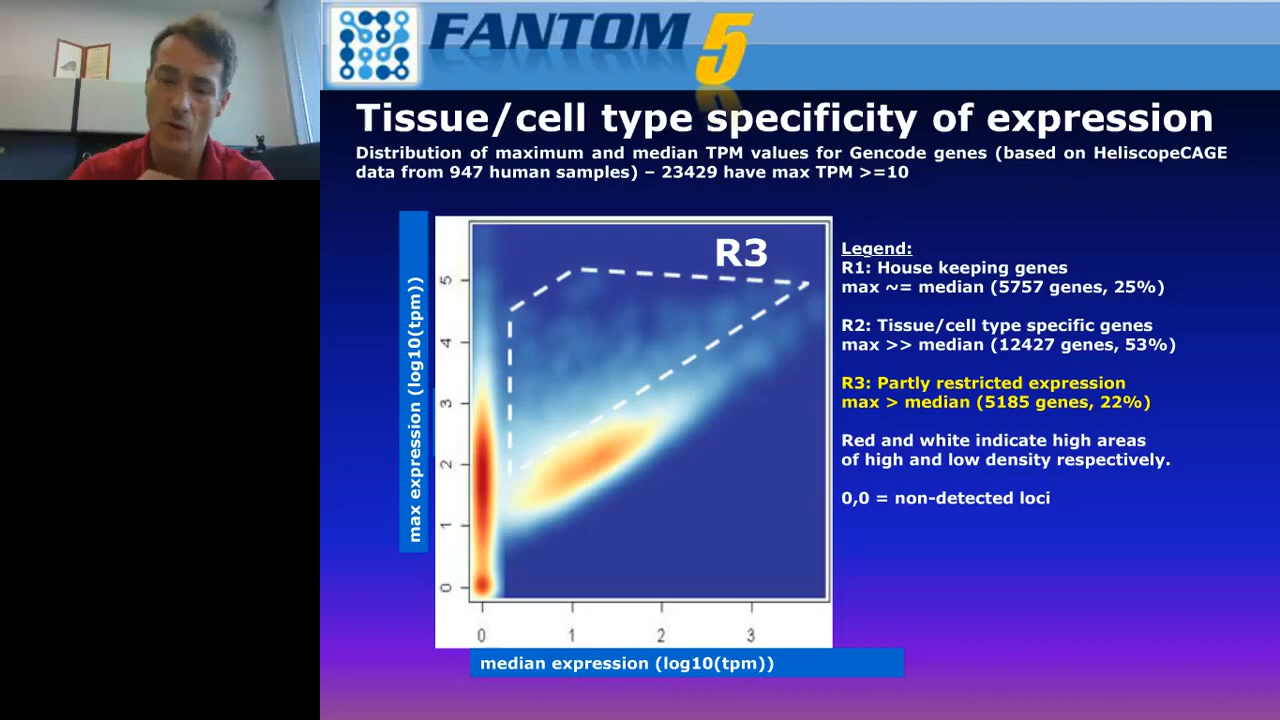 FANTOM 5
Tissue/cell type specificity of expression
Distribution of maximum and median TPM values for Gencode genes (based on HeliscopeCAGE
data from 947 human samples) – 23429 have max TPM >=10
R3
max expression (log10(tpm))
5
4
3
2
1
0
0 1 2 3
median expression (log10(tpm))
Legend:
R1: House keeping genes
max ~= median (5757 genes, 25%)
R2: Tissue/cell type specific genes
max >> median (12427 genes, 53%)
R3: Partly restricted expression
max > median (5185 genes, 22%)
Red and white indicate high areas
of high and low density respectively.
0,0 = non-detected loci